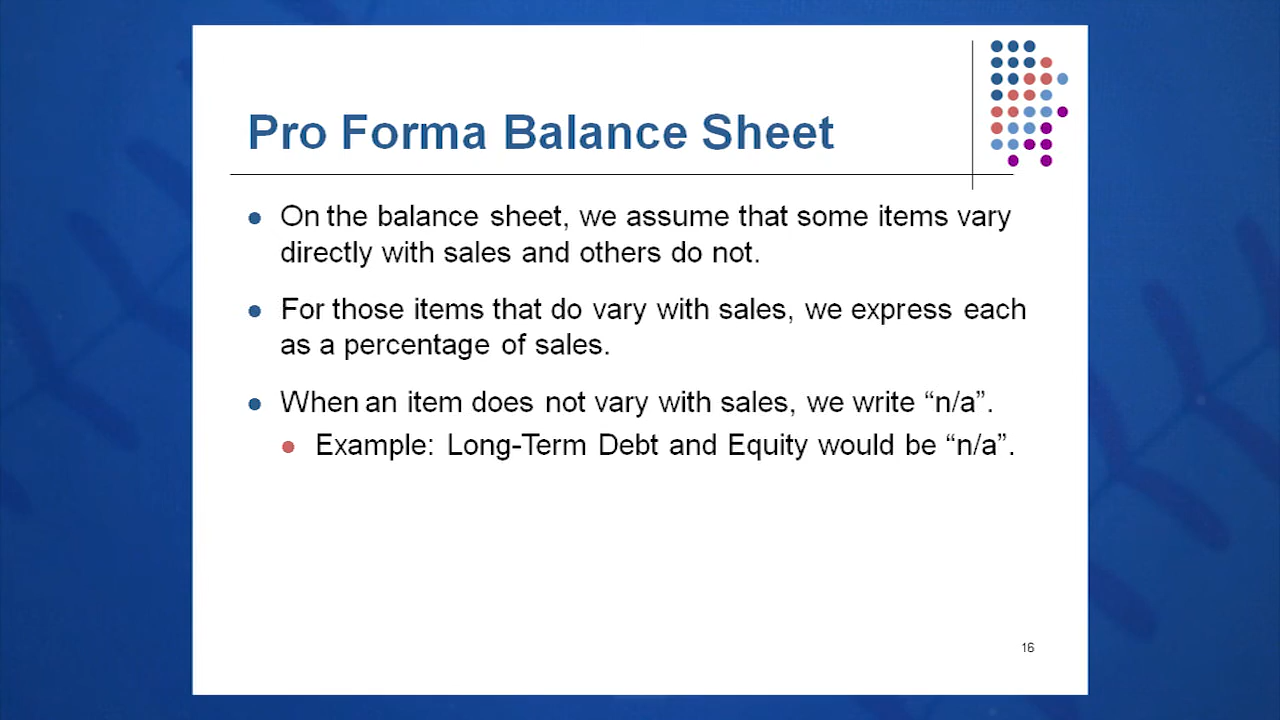 Pro Forma Balance Sheet
On the balance sheet, we assume that some items vary
directly with sales and others do not.
For those items that do vary with sales, we express each
as a percentage of sales.
When an item does not vary with sales, we write “n/a”.
Example: Long-Term Debt and Equity would be “n/a”.
16